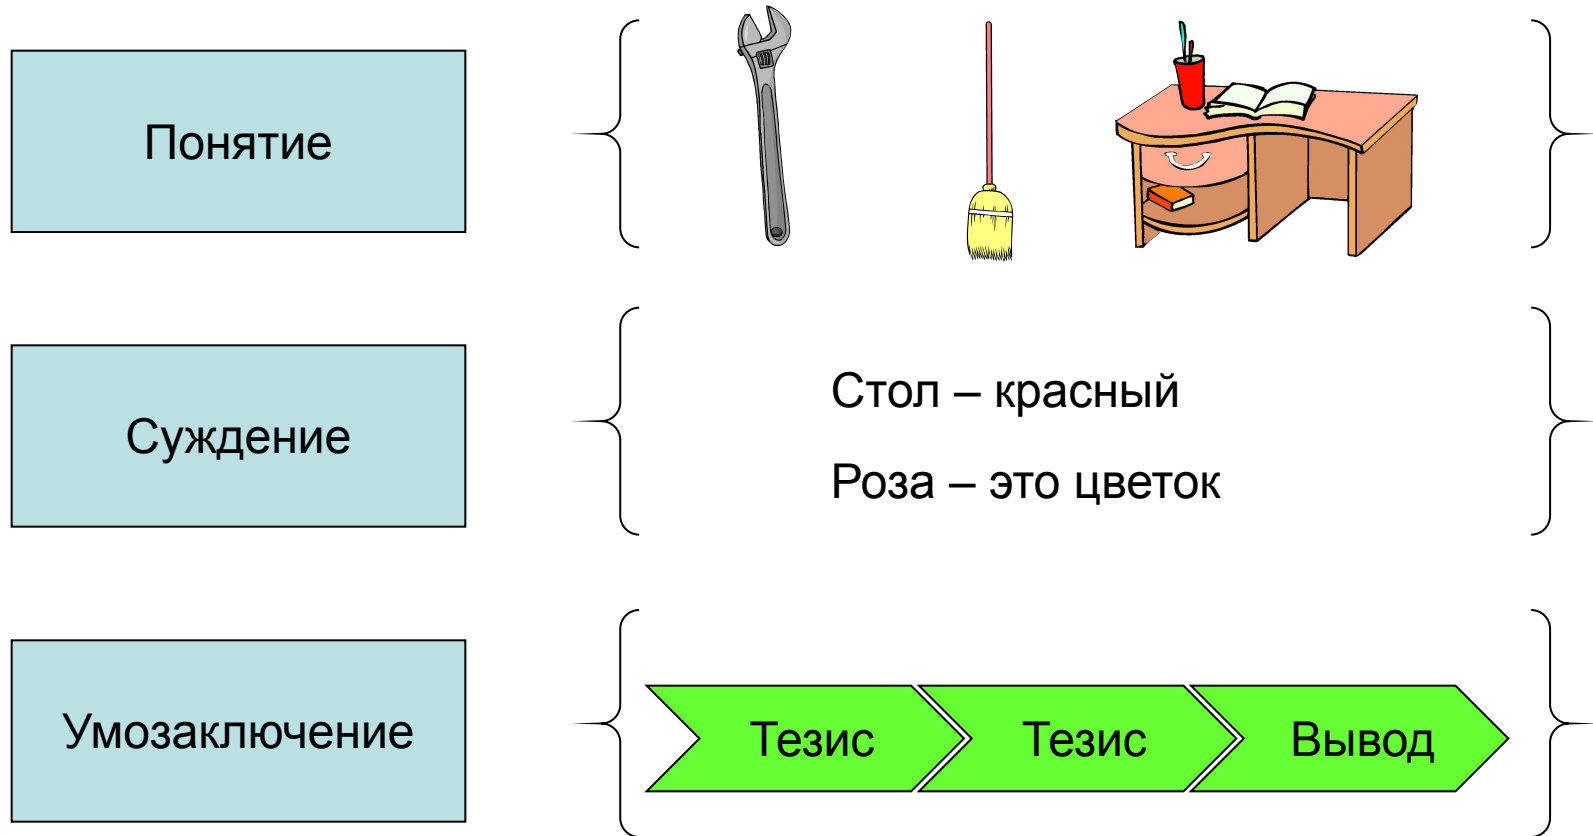 Понятие
Суждение
Стол – красный
Роза – это цветок
Умозаключение
Тезис
Тезис
Вывод